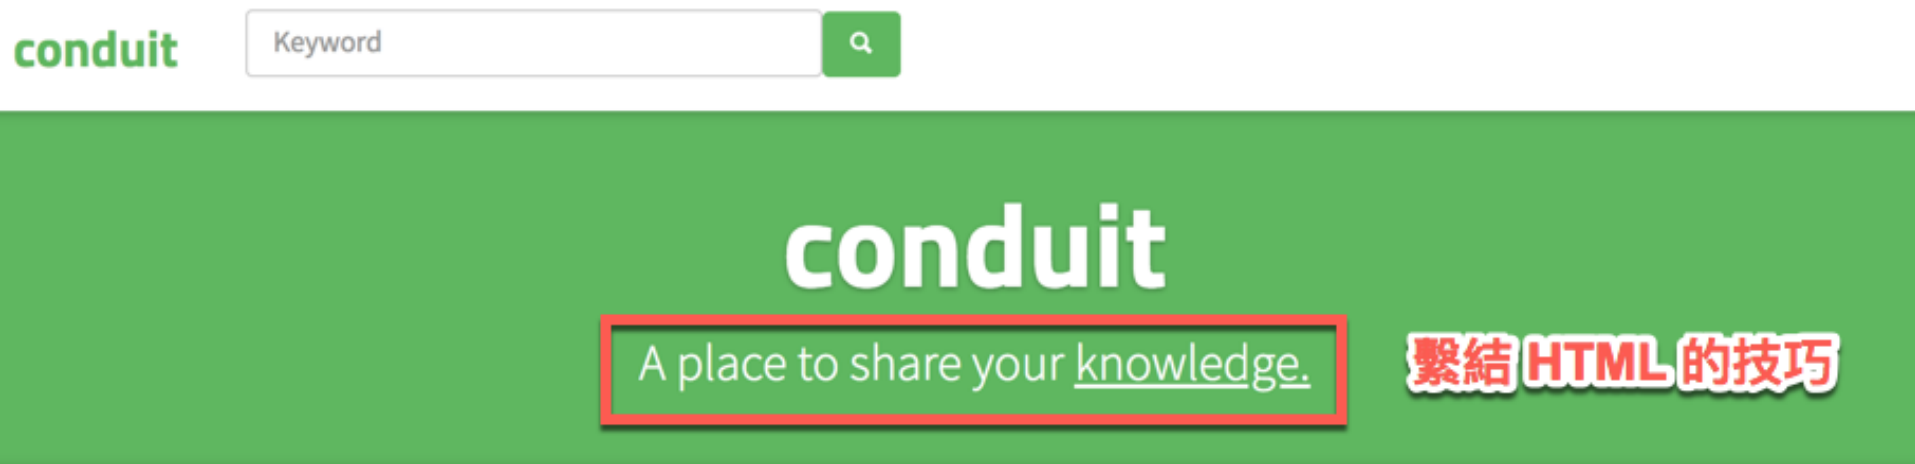 conduit
Keyword
conduit
A place to share your knowledge.
繫結 HTML 的技巧